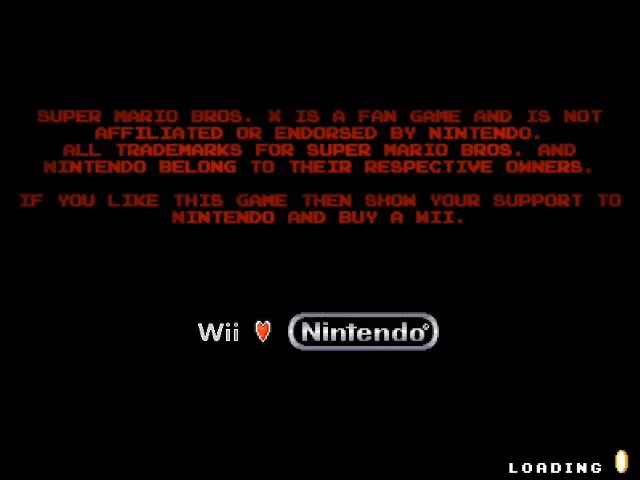 SUPER MARIO BROS. X IS A FAN GAME AND IS NOT
AFFILIATED OR ENDORSED BY NINTENDO.
ALL TRADEMARKS FOR SUPER MARIO BROS. AND
NINTENDO BELONG TO THEIR RESPECTIVE OWNERS.
IF YOU LIKE THIS GAME THEN SHOW YOUR SUPPORT TO
NINTENDO AND BUY A WII.
Wii Nintendo®
LOADING